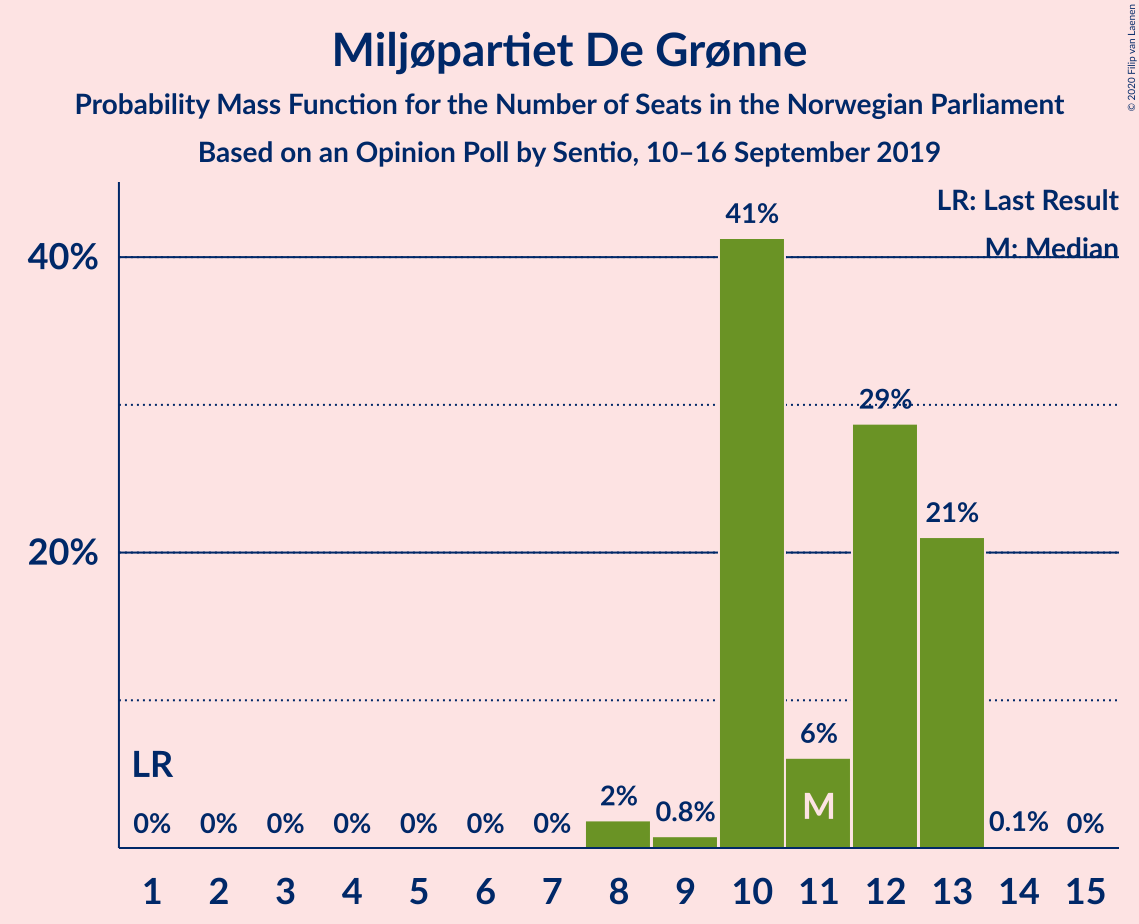 Miljøpartiet De Grønne
Probability Mass Function for the Number of Seats in the Norwegian Parliament
Based on an Opinion Poll by Sentio, 10–16 September 2019
© 2020 Filip van Laenen
LR: Last Result
M: Median
40%
20%
41%
29%
21%
6%
M
LR
0% 0% 0% 0% 0% 0% 0% 2% 0.8% 0.1% 0%
1 2 3 4 5 6 7 8 9 10 11 12 13 14 15